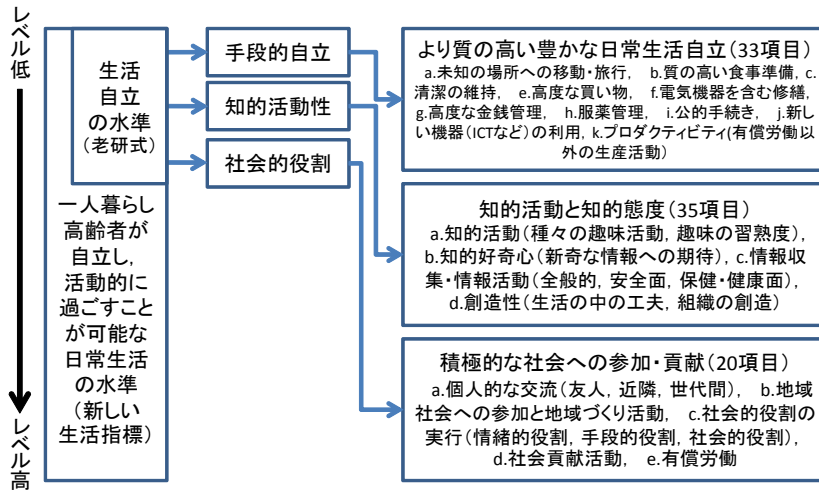 レベル低
生活
自立
の水準
(老研式)
一人暮らし
高齢者が
自立し,
活動的に
過ごすこと
が可能な
日常生活
の水準
(新しい
生活指標)
レベル高
手段的自立
知的活動性
社会的役割
より質の高い豊かな日常生活自立(33項目)
a.未知の場所への移動・旅行, b.質の高い食事準備, c.
清潔の維持, e.高度な買い物, f.電気機器を含む修繕,
g.高度な金銭管理, h.服薬管理, i.公的手続き, j.新し
い機器(ICTなど)の利用, k.プロダクティビティ(有償労働以
外の生産活動)
知的活動と知的態度(35項目)
a.知的活動(種々の趣味活動, 趣味の習熟度),
b.知的好奇心(新奇な情報への期待), c.情報収
集・情報活動(全般的, 安全面, 保健・健康面),
d.創造性(生活の中の工夫, 組織の創造)
積極的な社会への参加・貢献(20項目)
a.個人的な交流(友人, 近隣, 世代間), b.地域
社会への参加と地域づくり活動, c.社会的役割の
実行(情緒的役割, 手段的役割, 社会的役割),
d.社会貢献活動, e.有償労働